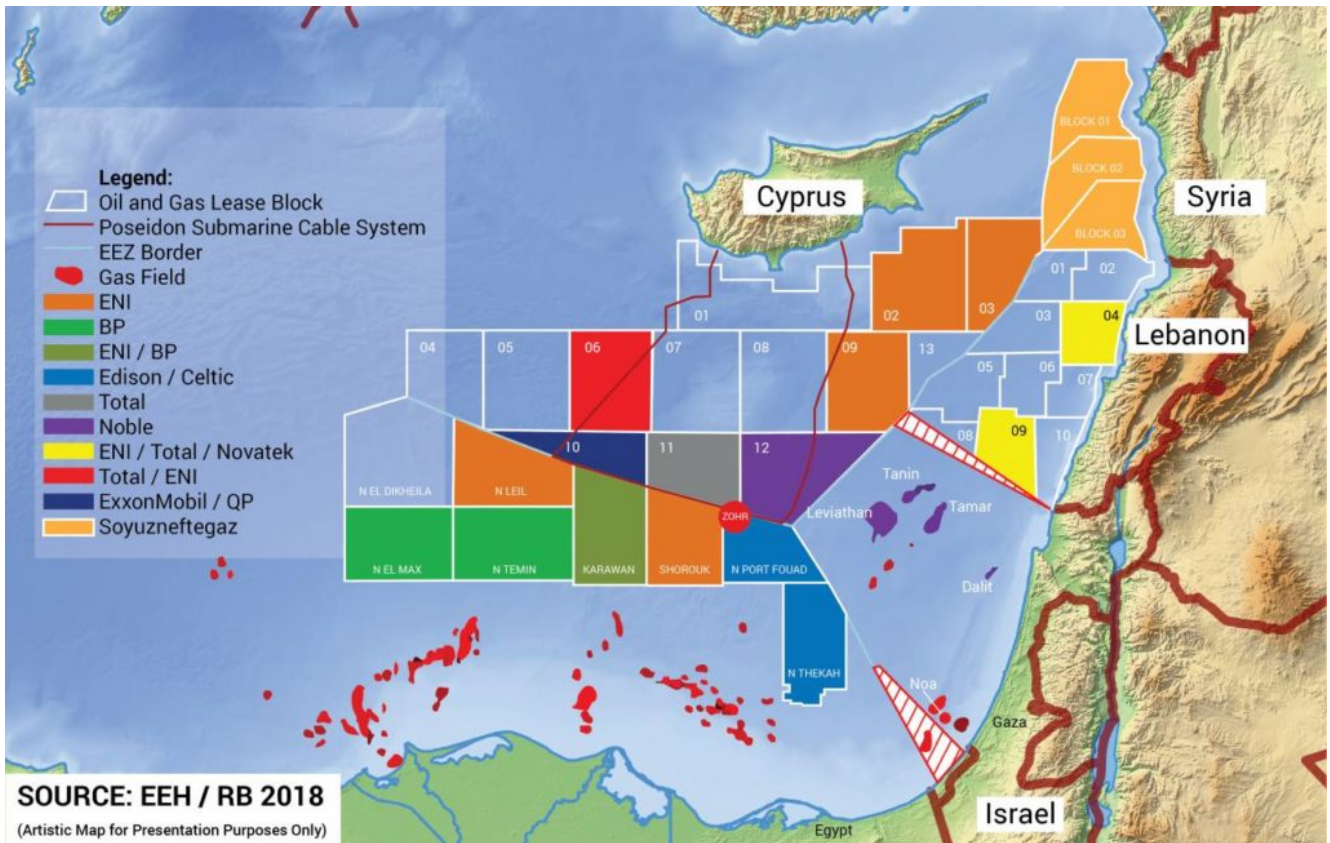 Legend:
Oil and Gas Lease Block
Poseidon Submarine Cable System
EEZ Border
Gas Field
ENI
BP
ENI / BP
Edison / Celtic
Total
Noble
ENI / Total / Novatek
Total / ENI
ExxonMobil / QP
Soyuzneftegaz
Cyprus
Syria
Lebanon
Israel
BLOCK 01
BLOCK 02
BLOCK 03
01
02
03
01
02
03
04
04
05
06
07
08
09
13
05
06
07
08
09
10
10
11
12
N EL DIKHEILA
N LEIL
ZOHR
N EL MAX
N TEMIN
KARAWAN
SHOROUK
N PORT FOUAD
N THEKAH
Tanin
Leviathan
Tamar
Dalit
Noa
Gaza
Egypt
SOURCE: EEH / RB 2018
(Artistic Map for Presentation Purposes Only)